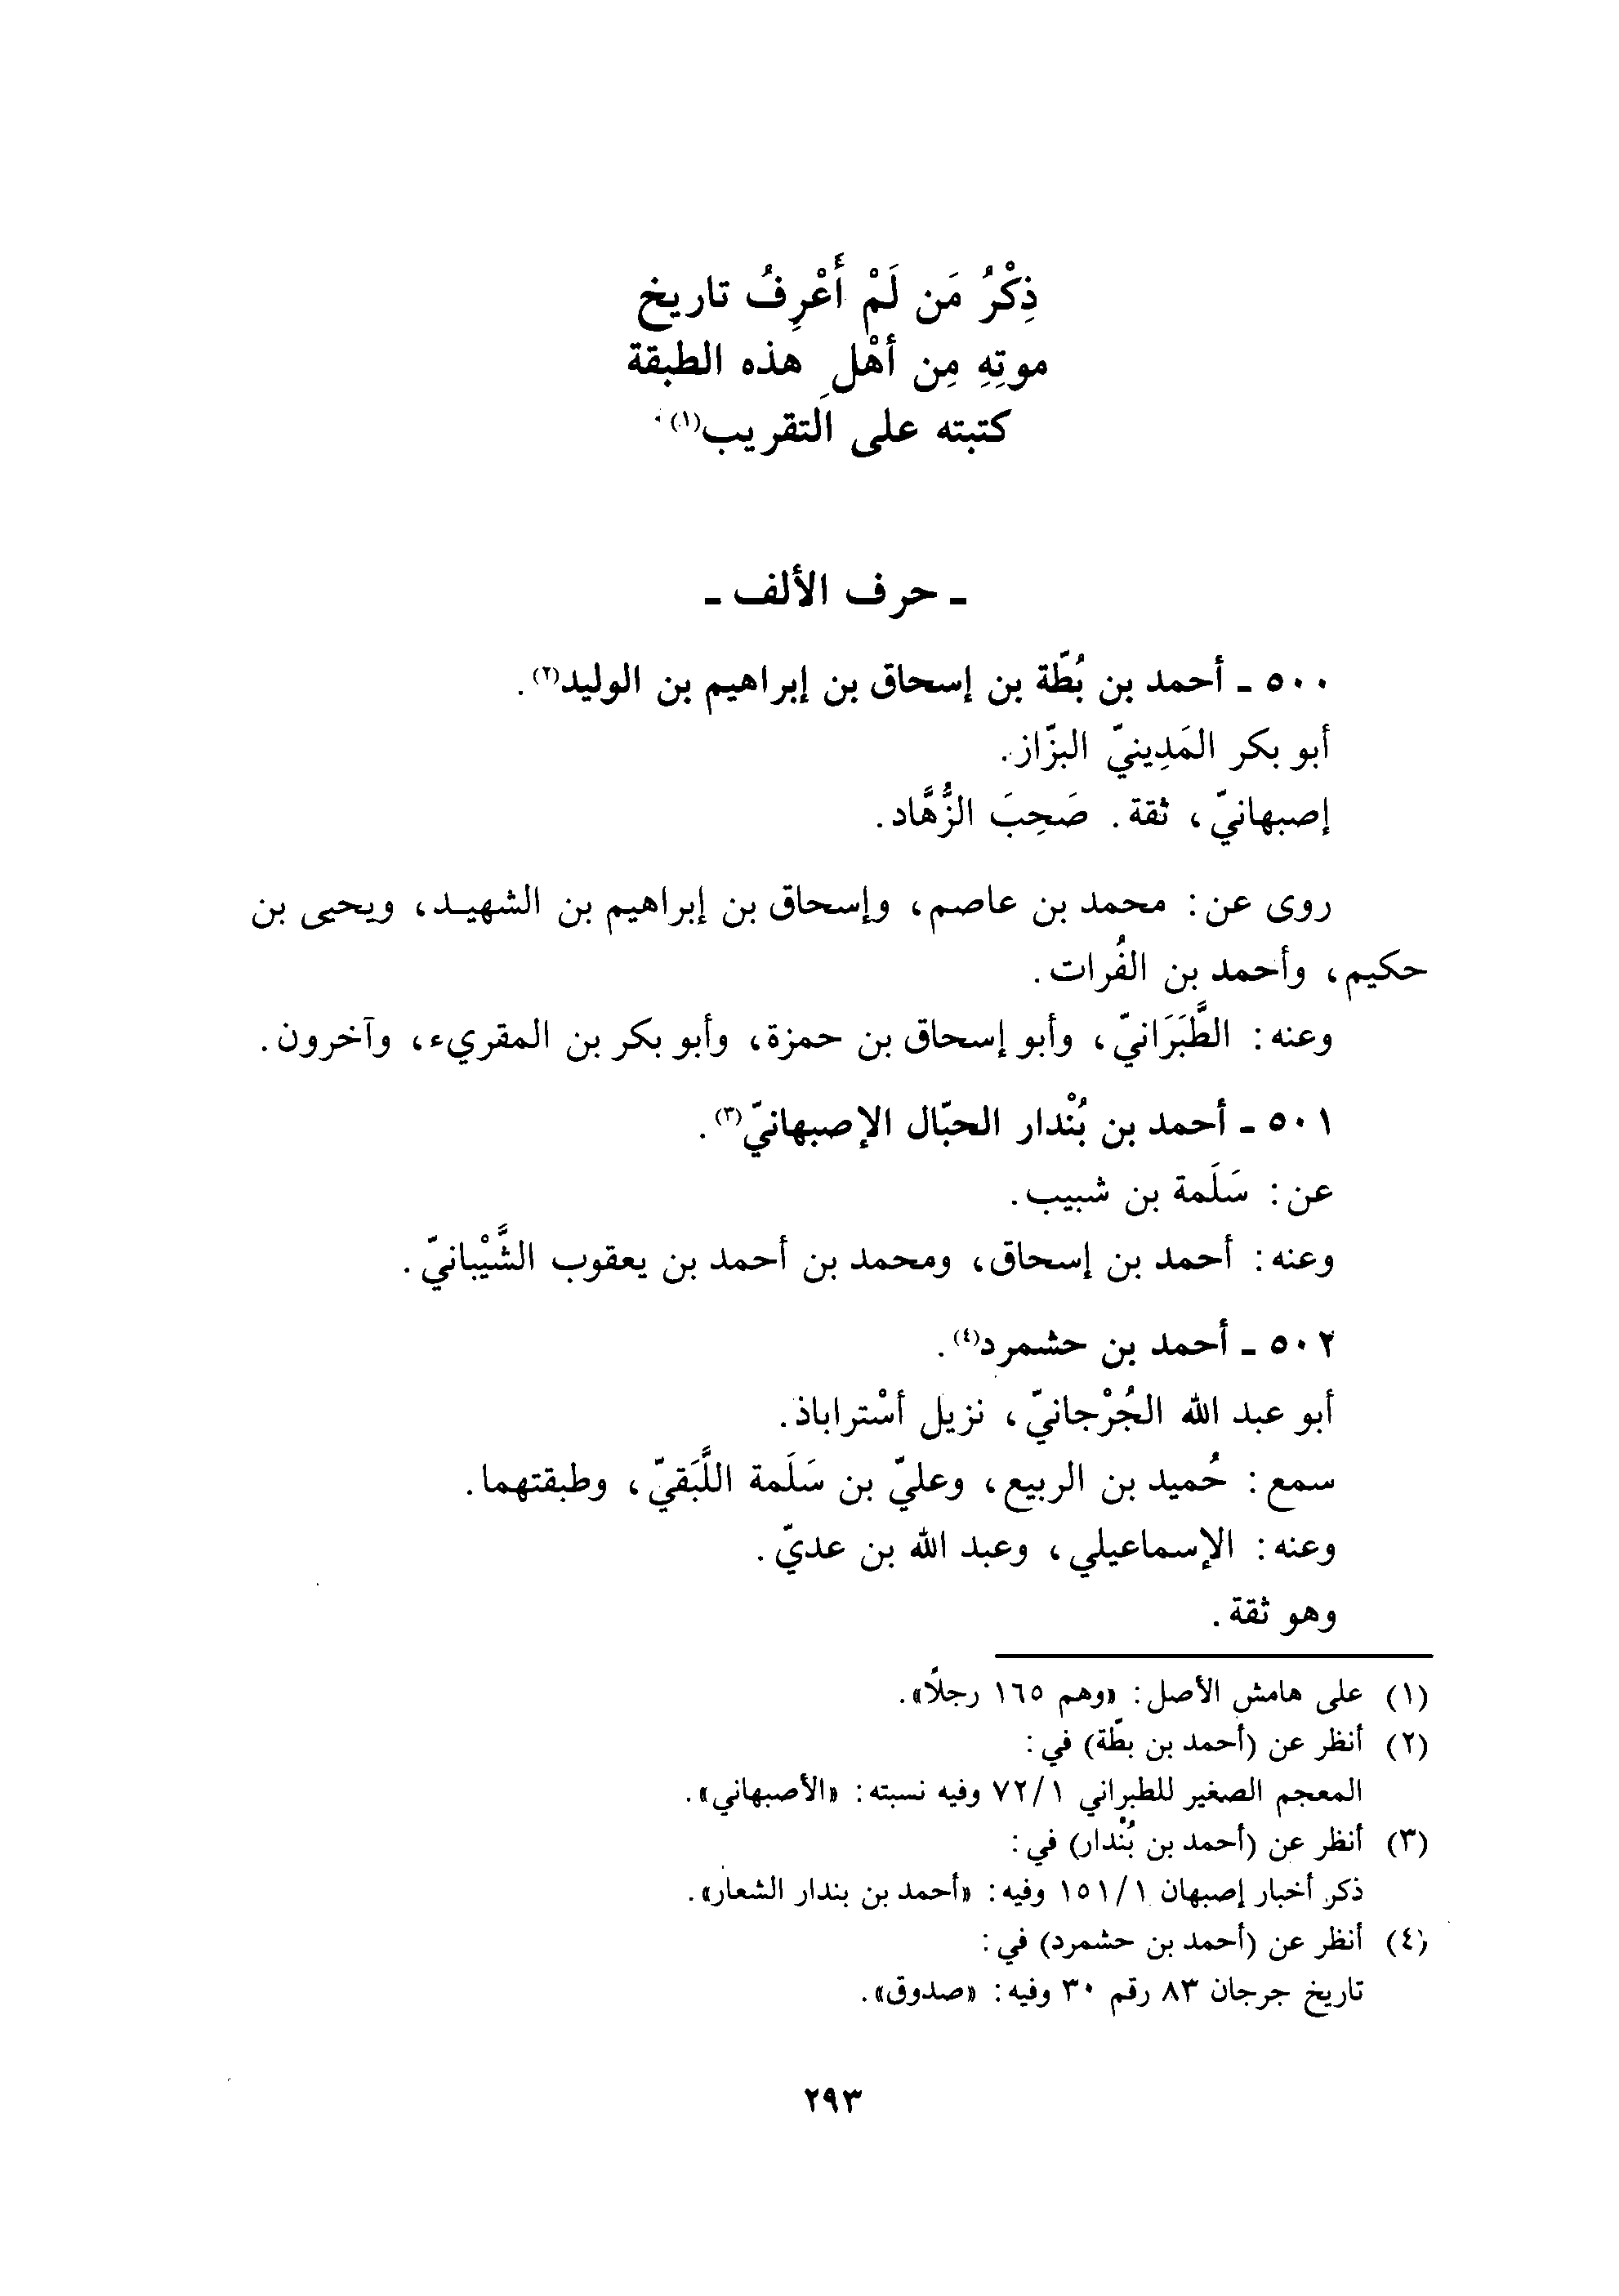 ذِكْرُ مَن لَمْ أَعْرِفُ تاريخ
موتِهِ مِن أهْلِ هذه الطبقة
كتبته على التقريب(١)
ـ حرف الألف ـ
٥٠٠ ـ أحمد بن بُطّة بن إسحاق بن إبراهيم بن الوليد(٢).
أبو بكر المَدِينيّ البزّاز.
إصبهانيّ، ثقة. صَحِبَ الزُّهَّاد.
روى عن: محمد بن عاصم، وإسحاق بن إبراهيم بن الشهيـد، ويحيى بن
حكيم، وأحمد بن الفُرات.
وعنه: الطَّبَرَانيّ، وأبو إسحاق بن حمزة، وأبو بكر بن المقريء، وآخرون.
٥٠١ ـ أحمد بن بُنْدار الحبّال الإصبهانيّ(٣).
عن: سَلَمة بن شبيب.
وعنه: أحمد بن إسحاق، ومحمد بن أحمد بن يعقوب الشَّيْبانيّ.
٥٠٢ ـ أحمد بن حشمرد(٤).
أبو عبد الله الجُرْجانيّ، نزيل أسْتراباذ.
سمع: حُميد بن الربيع، وعليّ بن سَلَمة اللَّبَقيّ، وطبقتهما.
وعنه: الإسماعيلي، وعبد الله بن عديّ.
وهو ثقة.
(١) على هامش الأصل: «وهم ١٦٥ رجلاً».
(٢) أنظر عن (أحمد بن بطّة) في:
المعجم الصغير للطبراني ٧٢/١ وفيه نسبته: «الأصبهاني».
(٣) أنظر عن (أحمد بن بُنْدار) في:
ذكر أخبار إصبهان ١٥١/١ وفيه: «أحمد بن بندار الشعار».
(٤) أنظر عن (أحمد بن حشمرد) في:
تاريخ جرجان ٨٣ رقم ٣٠ وفيه: «صدوق».
٢٩٣